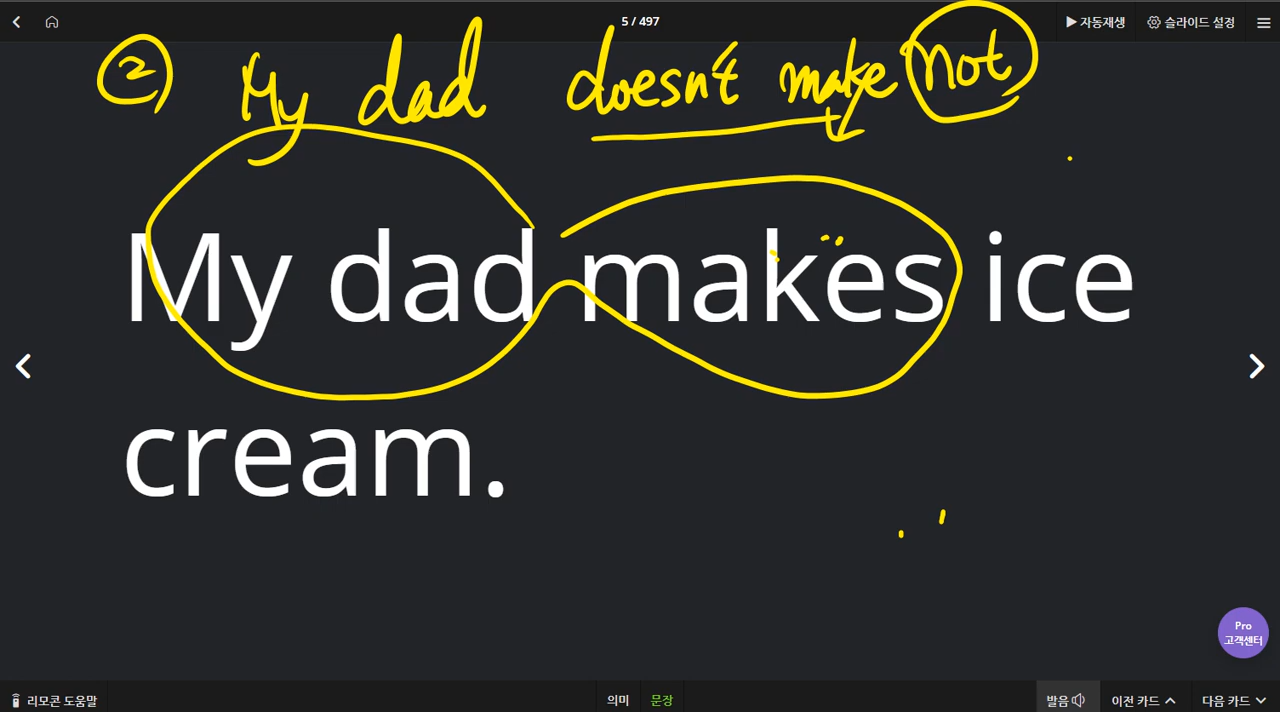 5 / 497
자동재생
슬라이드 설정
② My dad doesn't make not
My dad makes ice
cream.
Pro
고객센터
리모콘 도움말
의미
문장
발음
이전 카드
다음 카드